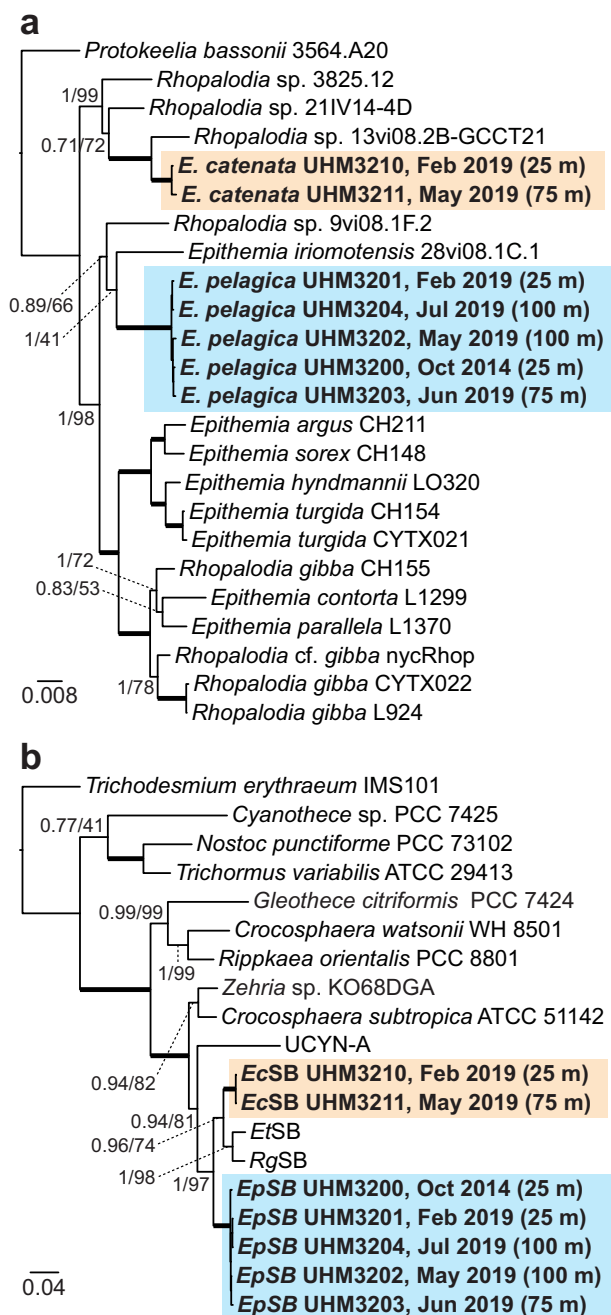 a
Protokeelia bassonii 3564.A20
Rhopalodia sp. 3825.12
1/99
Rhopalodia sp. 21IV14-4D
0.71/72
Rhopalodia sp. 13vi08.2B-GCCT21
E. catenata UHM3210, Feb 2019 (25 m)
E. catenata UHM3211, May 2019 (75 m)
Rhopalodia sp. 9vi08.1F.2
Epithemia iriomotensis 28vi08.1C.1
0.89/66
E. pelagica UHM3201, Feb 2019 (25 m)
E. pelagica UHM3204, Jul 2019 (100 m)
1/41
E. pelagica UHM3202, May 2019 (100 m)
E. pelagica UHM3200, Oct 2014 (25 m)
E. pelagica UHM3203, Jun 2019 (75 m)
1/98
Epithemia argus CH211
Epithemia sorex CH148
Epithemia hyndmannii LO320
Epithemia turgida CH154
Epithemia turgida CYTX021
1/72
Rhopalodia gibba CH155
0.83/53
Epithemia contorta L1299
Epithemia parallela L1370
Rhopalodia cf. gibba nycRhop
1/78
Rhopalodia gibba CYTX022
0.008
Rhopalodia gibba L924
b
Trichodesmium erythraeum IMS101
Cyanothece sp. PCC 7425
0.77/41
Nostoc punctiforme PCC 73102
Trichormus variabilis ATCC 29413
0.99/99
Gleothece citriformis PCC 7424
Crocosphaera watsonii WH 8501
Rippkaea orientalis PCC 8801
1/99
Zehria sp. KO68DGA
Crocosphaera subtropica ATCC 51142
UCYN-A
0.94/82
EcSB UHM3210, Feb 2019 (25 m)
EcSB UHM3211, May 2019 (75 m)
0.94/81
EtSB
0.96/74
RgSB
1/98
1/97
EpSB UHM3200, Oct 2014 (25 m)
EpSB UHM3201, Feb 2019 (25 m)
EpSB UHM3204, Jul 2019 (100 m)
EpSB UHM3202, May 2019 (100 m)
0.04
EpSB UHM3203, Jun 2019 (75 m)